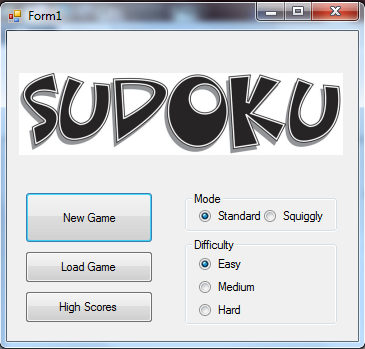 Form1
SUDOKU
New Game
Load Game
High Scores
Mode
Standard Squiggly
Difficulty
Easy
Medium
Hard